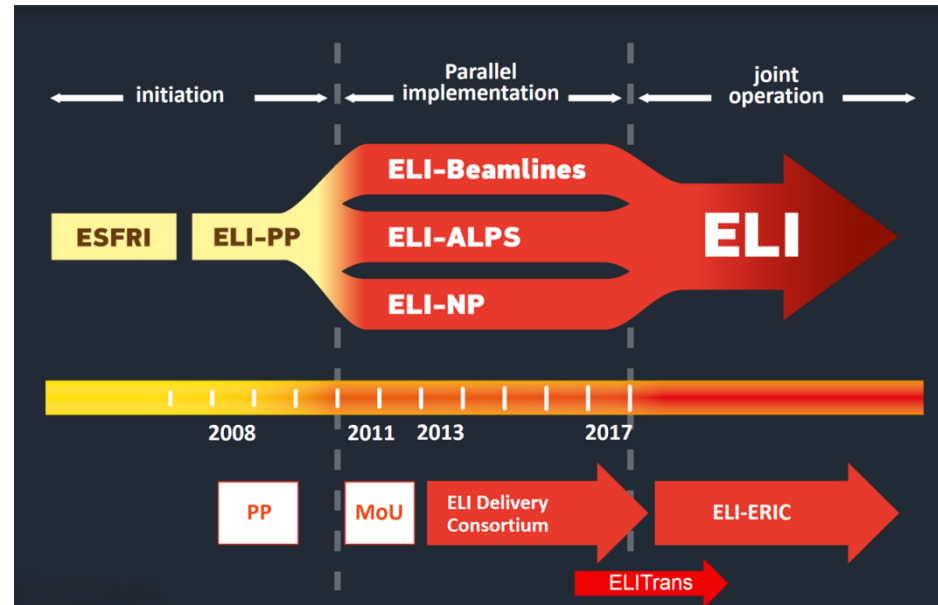 initiation
Parallel
implementation
joint
operation
ELI-Beamlines
ESFRI
ELI-PP
ELI-ALPS
ELI
ELI-NP
2008
2011
2013
2017
PP
MoU
ELI Delivery
Consortium
ELI-ERIC
ELITrans